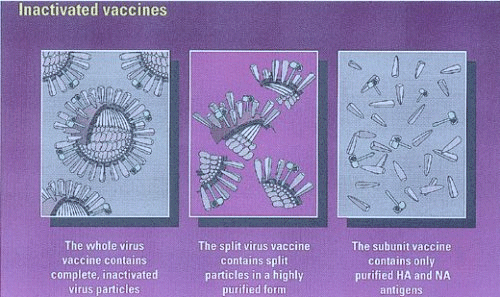 Inactivated vaccines
The whole virus
vaccine contains
complete, inactivated
virus particles
The split virus vaccine
contains split
particles in a highly
purified form
The subunit vaccine
contains only
purified HA and NA
antigens